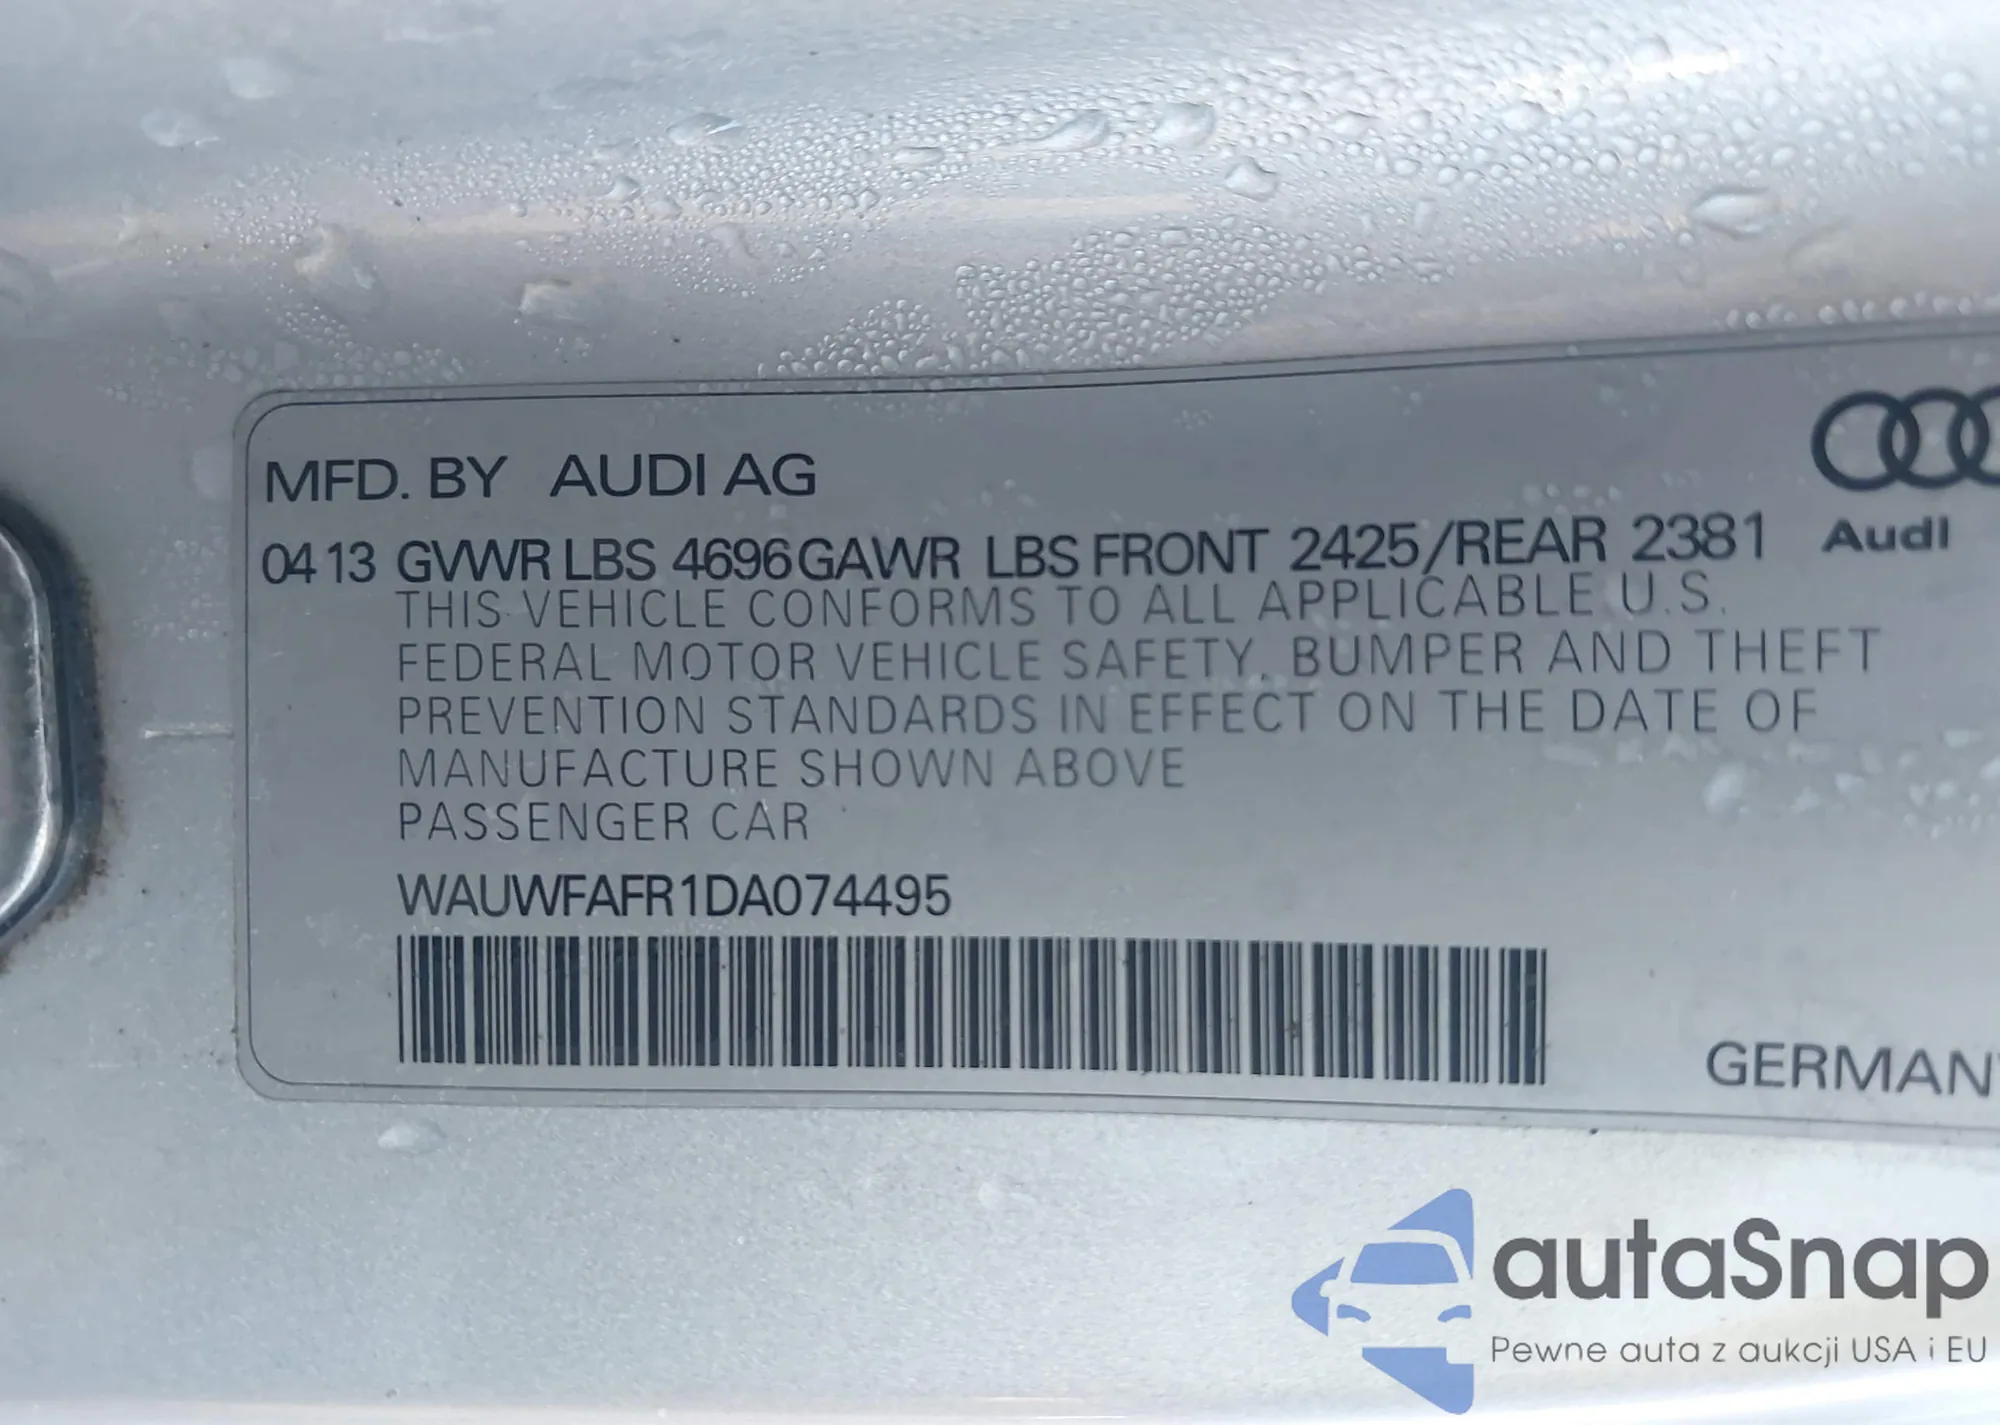 MFD. BY AUDI AG
04 13 GVWR LBS 4696 GAWR LBS FRONT 2425/REAR 2381
Audi
THIS VEHICLE CONFORMS TO ALL APPLICABLE U.S.
FEDERAL MOTOR VEHICLE SAFETY, BUMPER AND THEFT
PREVENTION STANDARDS IN EFFECT ON THE DATE OF
MANUFACTURE SHOWN ABOVE
PASSENGER CAR
WAUWFAFR1DA074495
GERMANY
autaSnap
Pewne auta z aukcji USA i EU